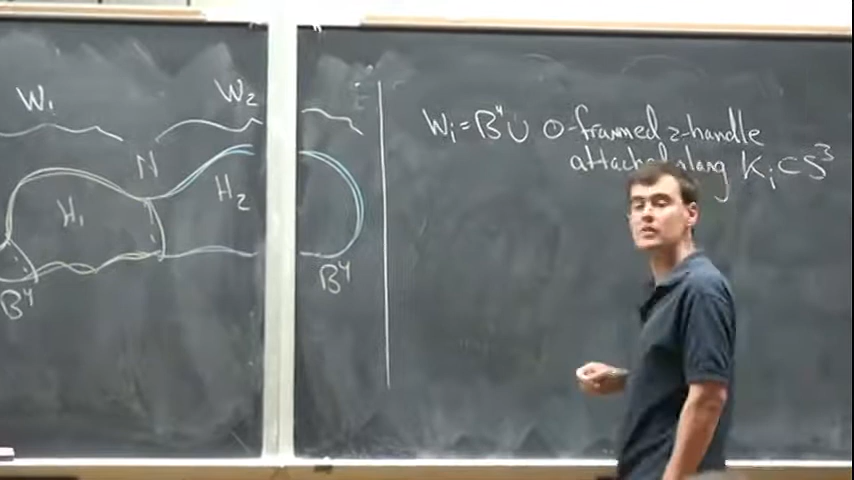 W₁
W₂
N
H₁
H₂
B⁴
B⁴
Wᵢ = B⁴ ∪ 0-framed 2-handle
attached along Kᵢ ⊂ S³